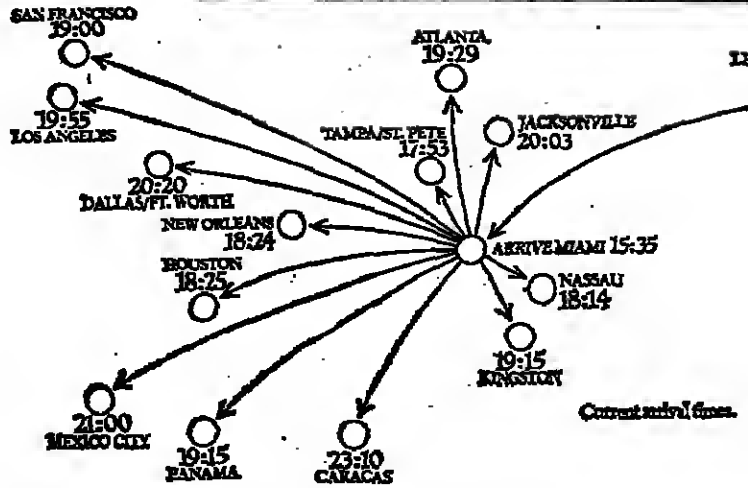 SAN FRANCISCO
19:00
19:55
LOS ANGELES
20:20
DALLAS/FT. WORTH
NEW ORLEANS
18:24
HOUSTON
18:25
21:00
MEXICO CITY
19:15
PANAMA
23:10
CARACAS
ATLANTA
19:29
TAMPA/ST. PETE
17:53
JACKSONVILLE
20:03
ARRIVE MIAMI 15:35
NASSAU
18:14
19:15
KINGSTON
Current arrival times.